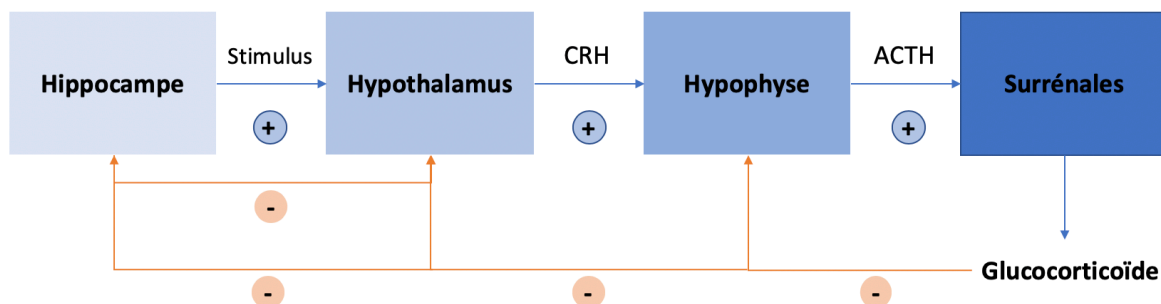 Hippocampe
Stimulus
+
Hypothalamus
CRH
+
Hypophyse
ACTH
+
Surrénales
-
-
-
-
Glucocorticoïde